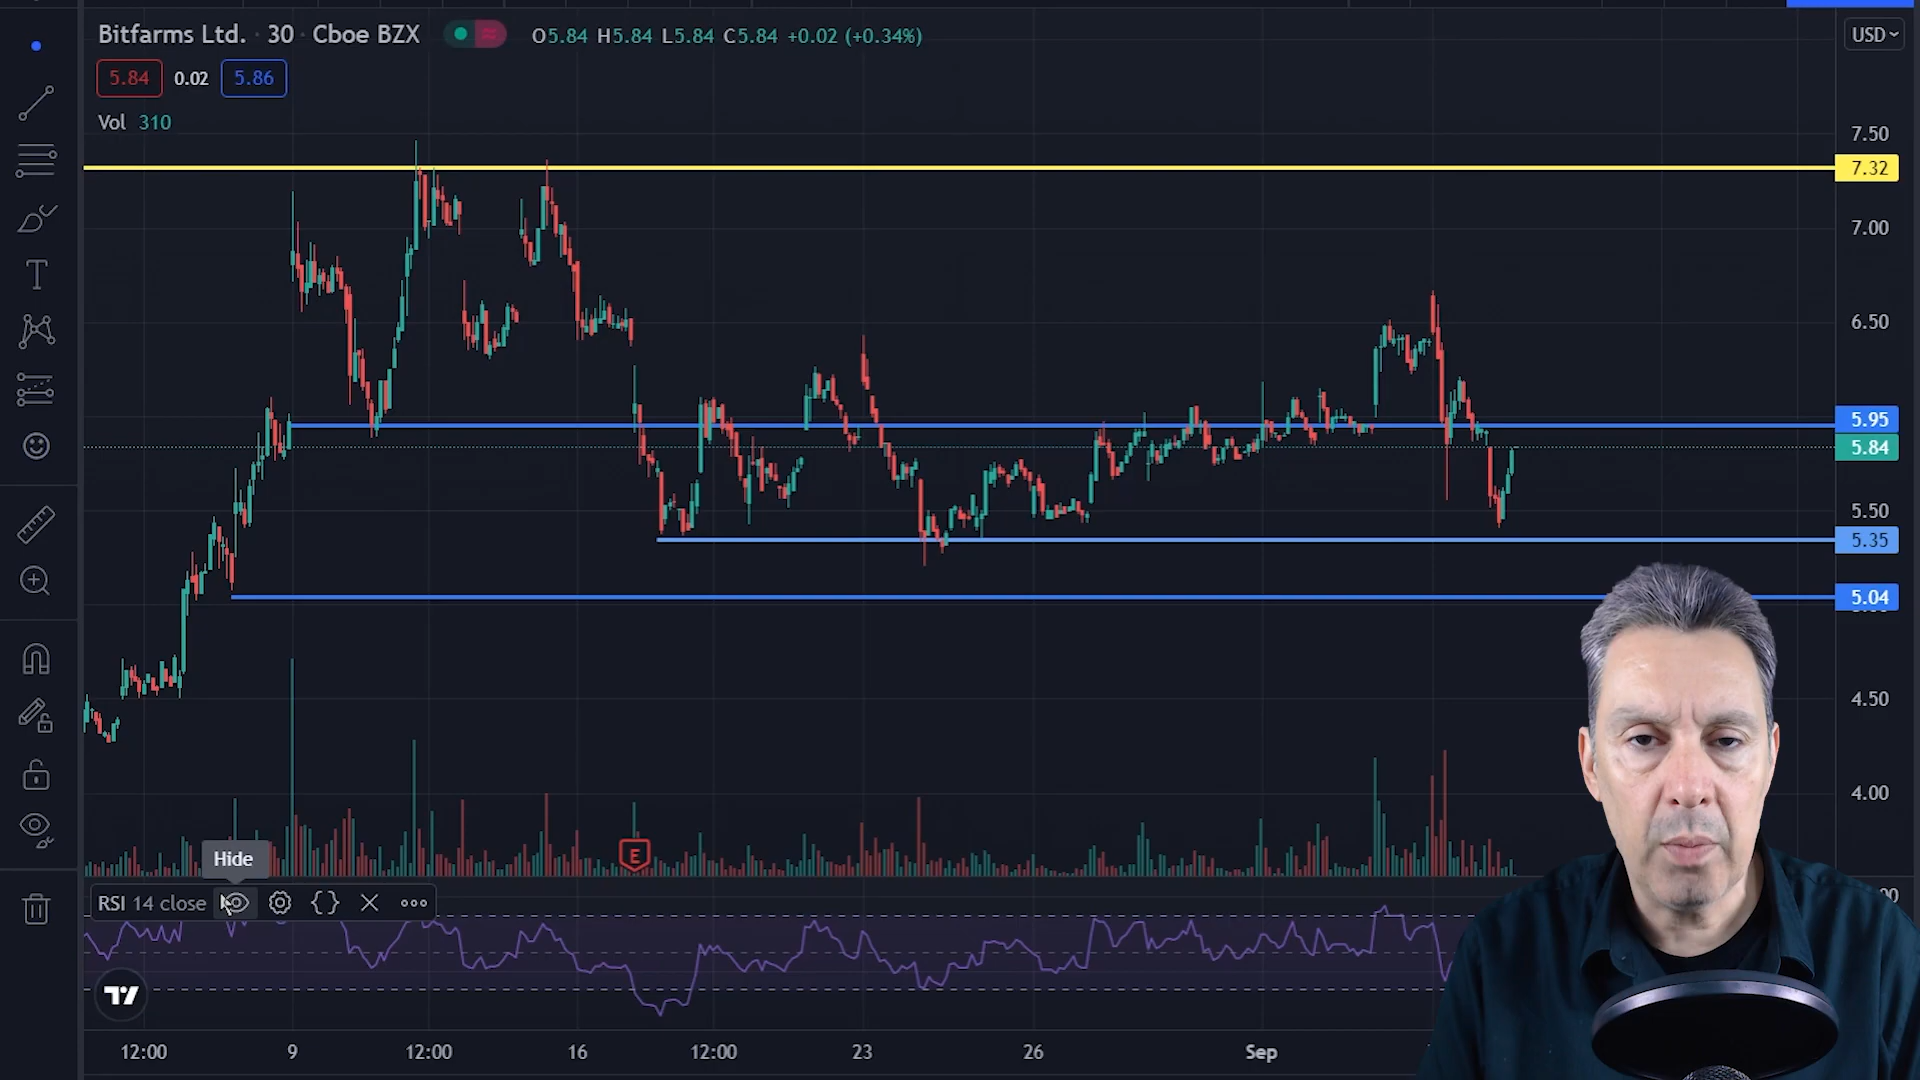 Bitfarms Ltd. · 30 · Cboe BZX O5.84 H5.84 L5.84 C5.84 +0.02 (+0.34%)
USD
5.84 0.02 5.86
Vol 310
7.50
7.32
7.00
6.50
5.95
5.84
5.50
5.35
5.04
4.50
4.00
E
Hide
RSI 14 close
12:00 9 12:00 16 12:00 23 26 Sep